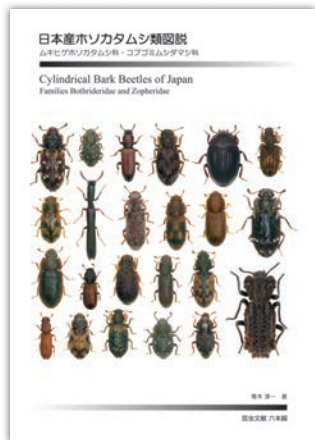 日本産ホソカタムシ類図説
ムキヒゲホソカタムシ科・コブゴミムシダマシ科
Cylindrical Bark Beetles of Japan
Families Bothrideridae and Zopheridae
青木 淳一 著
昆虫文献 六本脚